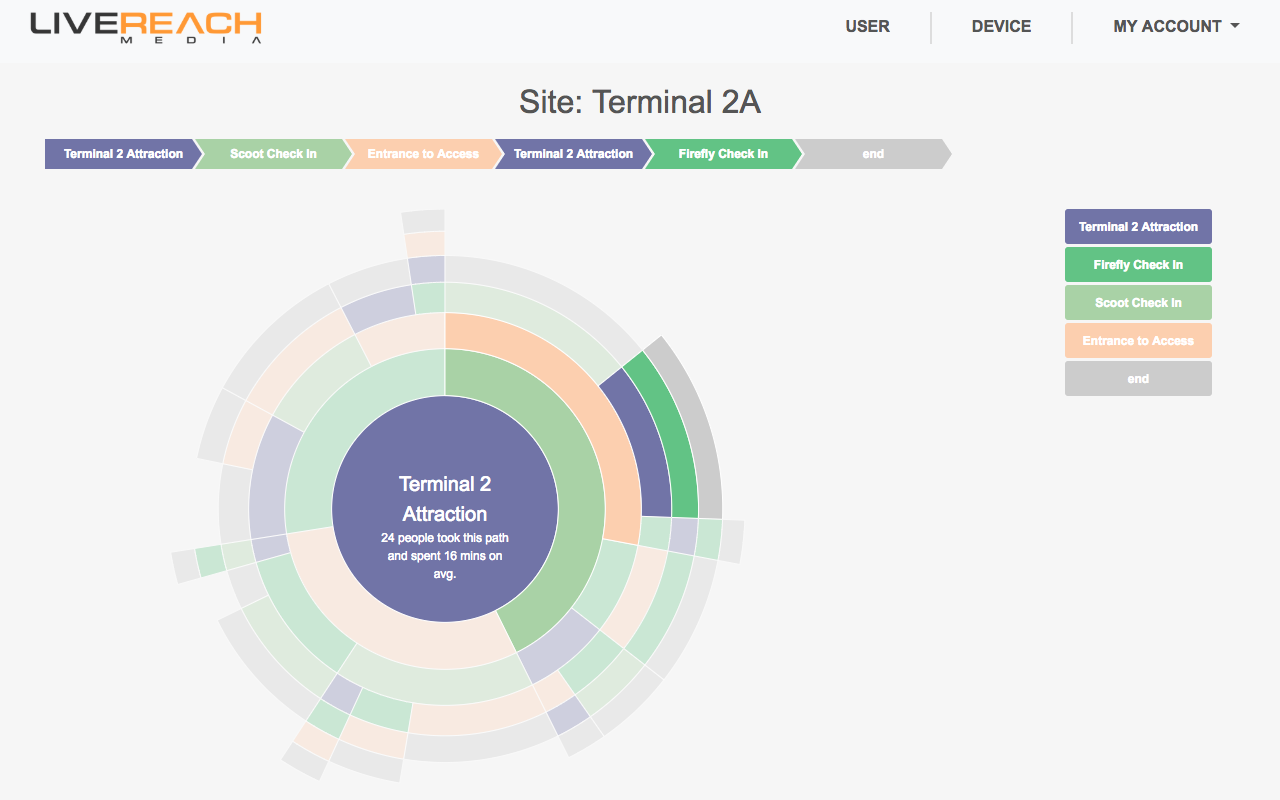 LIVEREACH
MEDIA
USER
DEVICE
MY ACCOUNT
Site: Terminal 2A
Terminal 2 Attraction
Scoot Check In
Entrance to Access
Terminal 2 Attraction
Firefly Check In
end
Terminal 2 Attraction
Firefly Check In
Scoot Check In
Entrance to Access
end
Terminal 2
Attraction
24 people took this path
and spent 16 mins on
avg.